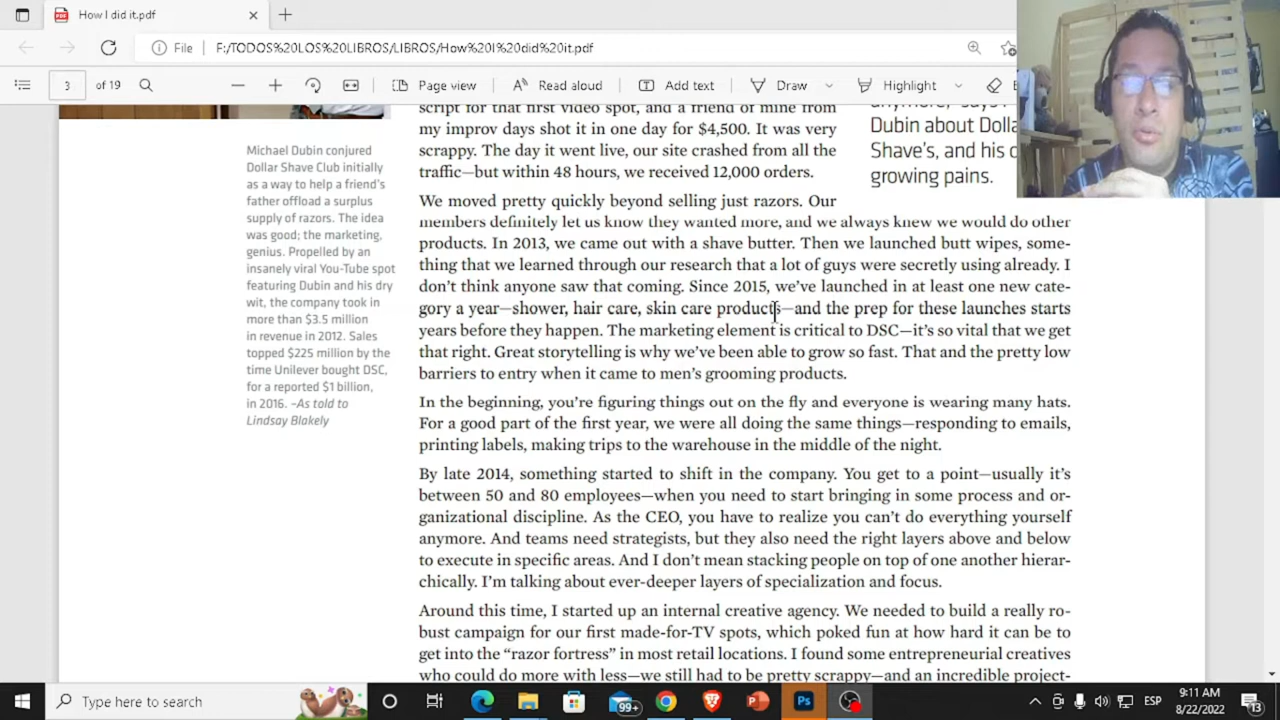 How I did it.pdf
File
F:/TODOS%20LOS%20LIBROS/LIBROS/How%20I%20did%20it.pdf
3
of 19
Page view
Read aloud
Add text
Draw
Highlight
script for that first video spot, and a friend of mine from
my improv days shot it in one day for $4,500. It was very
scrappy. The day it went live, our site crashed from all the
traffic—but within 48 hours, we received 12,000 orders.
anymore," says
Dubin about Dolla
Shave's, and his
growing pains.
Michael Dubin conjured
Dollar Shave Club initially
as a way to help a friend's
father offload a surplus
supply of razors. The idea
was good; the marketing,
genius. Propelled by an
insanely viral You-Tube spot
featuring Dubin and his dry
wit, the company took in
more than $3.5 million
in revenue in 2012. Sales
topped $225 million by the
time Unilever bought DSC,
for a reported $1 billion,
in 2016. –As told to
Lindsay Blakely
We moved pretty quickly beyond selling just razors. Our
members definitely let us know they wanted more, and we always knew we would do other
products. In 2013, we came out with a shave butter. Then we launched butt wipes, some-
thing that we learned through our research that a lot of guys were secretly using already. I
don't think anyone saw that coming. Since 2015, we've launched in at least one new cate-
gory a year—shower, hair care, skin care products—and the prep for these launches starts
years before they happen. The marketing element is critical to DSC—it's so vital that we get
that right. Great storytelling is why we've been able to grow so fast. That and the pretty low
barriers to entry when it came to men's grooming products.
In the beginning, you're figuring things out on the fly and everyone is wearing many hats.
For a good part of the first year, we were all doing the same things—responding to emails,
printing labels, making trips to the warehouse in the middle of the night.
By late 2014, something started to shift in the company. You get to a point—usually it's
between 50 and 80 employees—when you need to start bringing in some process and or-
ganizational discipline. As the CEO, you have to realize you can't do everything yourself
anymore. And teams need strategists, but they also need the right layers above and below
to execute in specific areas. And I don't mean stacking people on top of one another hierar-
chically. I'm talking about ever-deeper layers of specialization and focus.
Around this time, I started up an internal creative agency. We needed to build a really ro-
bust campaign for our first made-for-TV spots, which poked fun at how hard it can be to
get into the "razor fortress" in most retail locations. I found some entrepreneurial creatives
who could do more with less—we still had to be pretty scrappy—and an incredible project-
Type here to search
99+
Ps
ESP
9:11 AM
8/22/2022
13